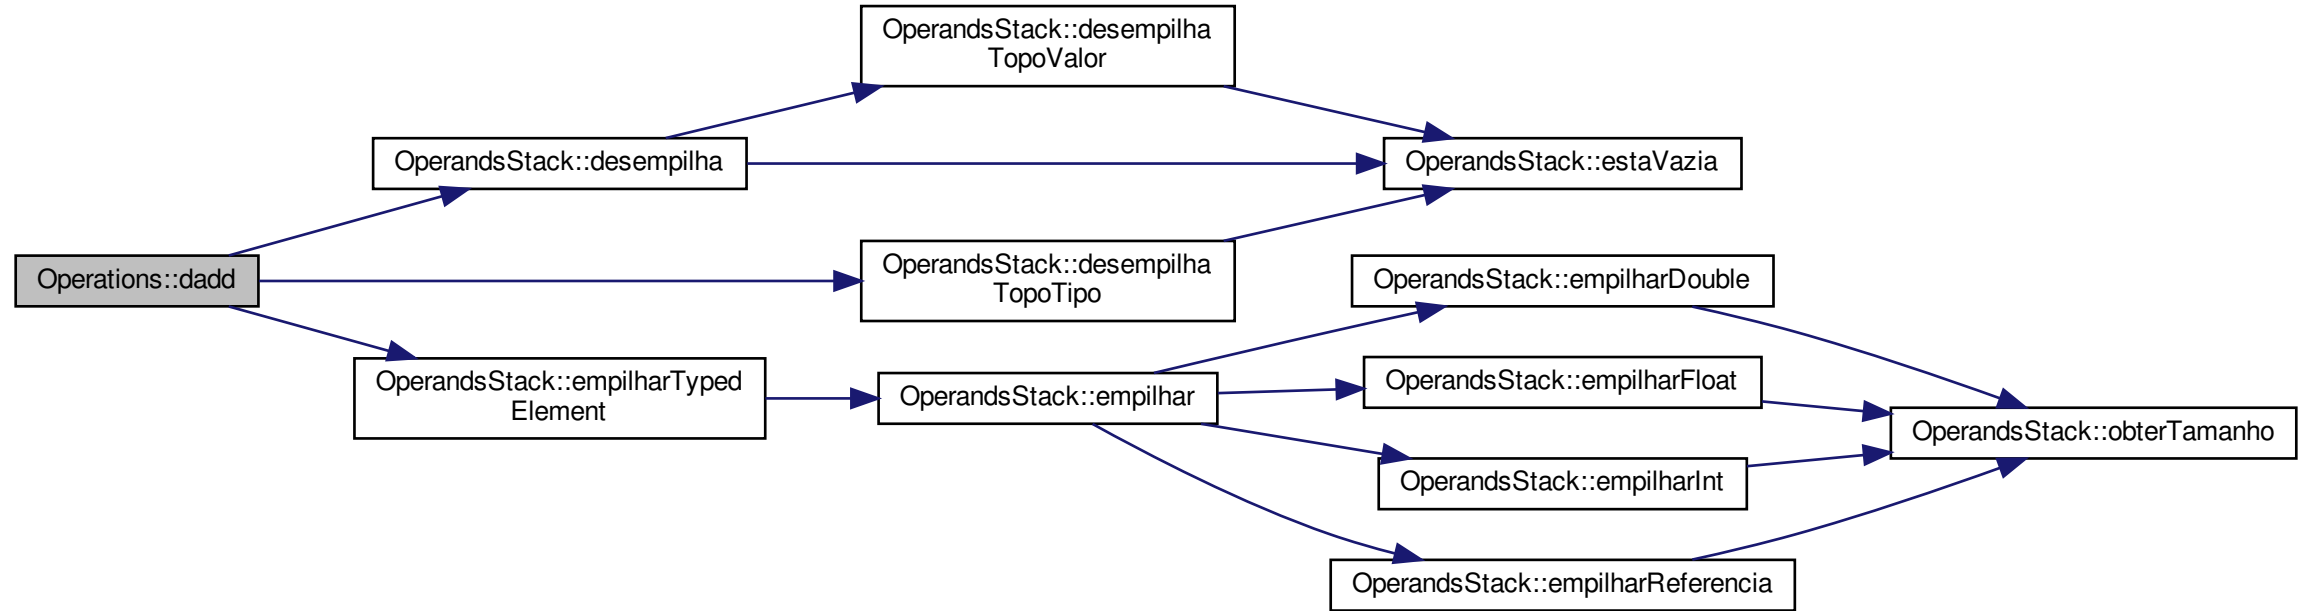 OperandsStack::desempilha
TopoValor
OperandsStack::desempilha
OperandsStack::estaVazia
Operations::dadd
OperandsStack::desempilha
TopoTipo
OperandsStack::empilharDouble
OperandsStack::empilharTyped
Element
OperandsStack::empilhar
OperandsStack::empilharFloat
OperandsStack::obterTamanho
OperandsStack::empilharInt
OperandsStack::empilharReferencia